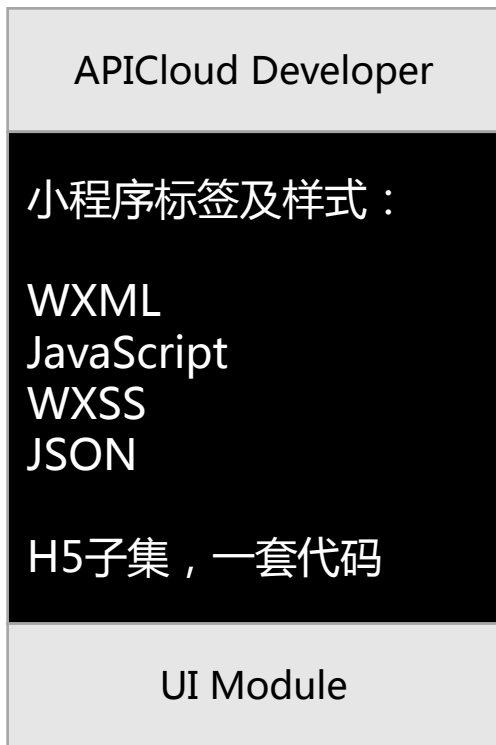 APICloud Developer
小程序标签及样式：
WXML
JavaScript
WXSS
JSON
H5子集，一套代码
UI Module